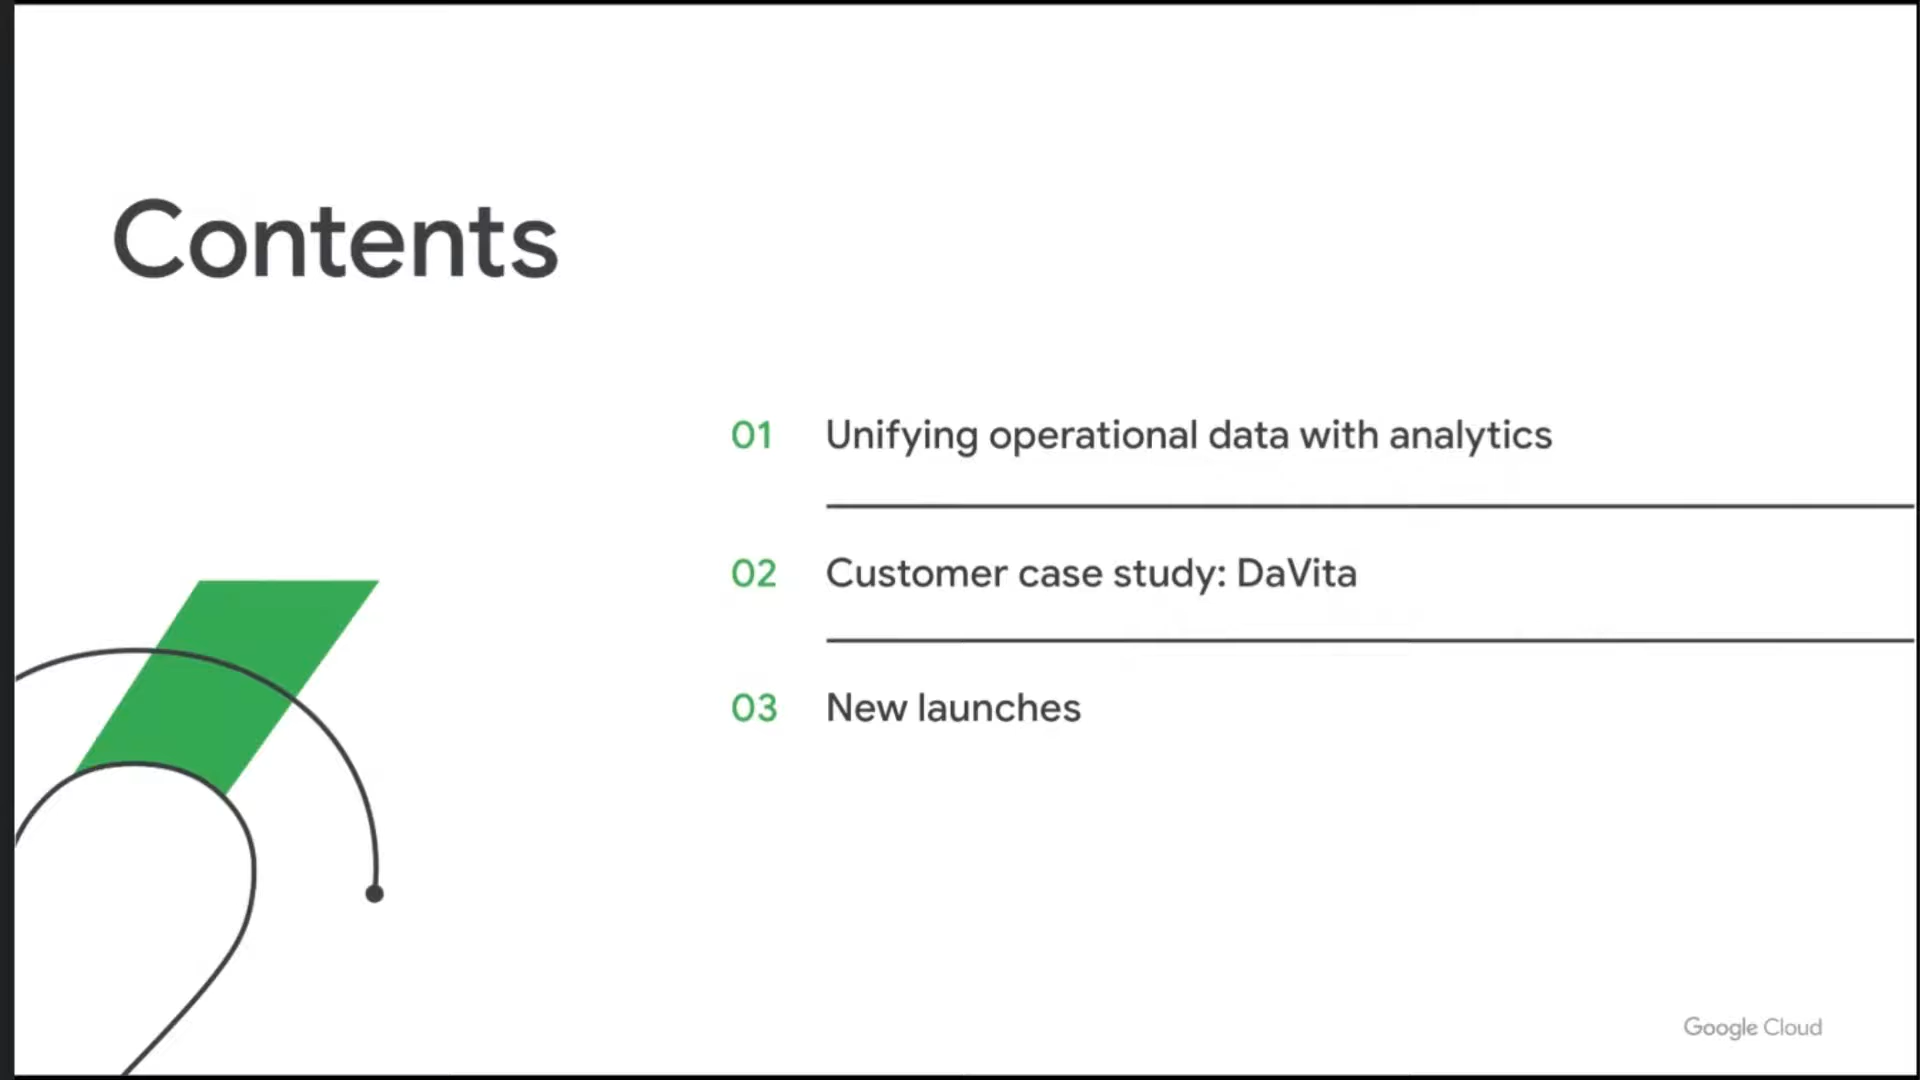 Contents
01 Unifying operational data with analytics
02 Customer case study: DaVita
03 New launches
Google Cloud